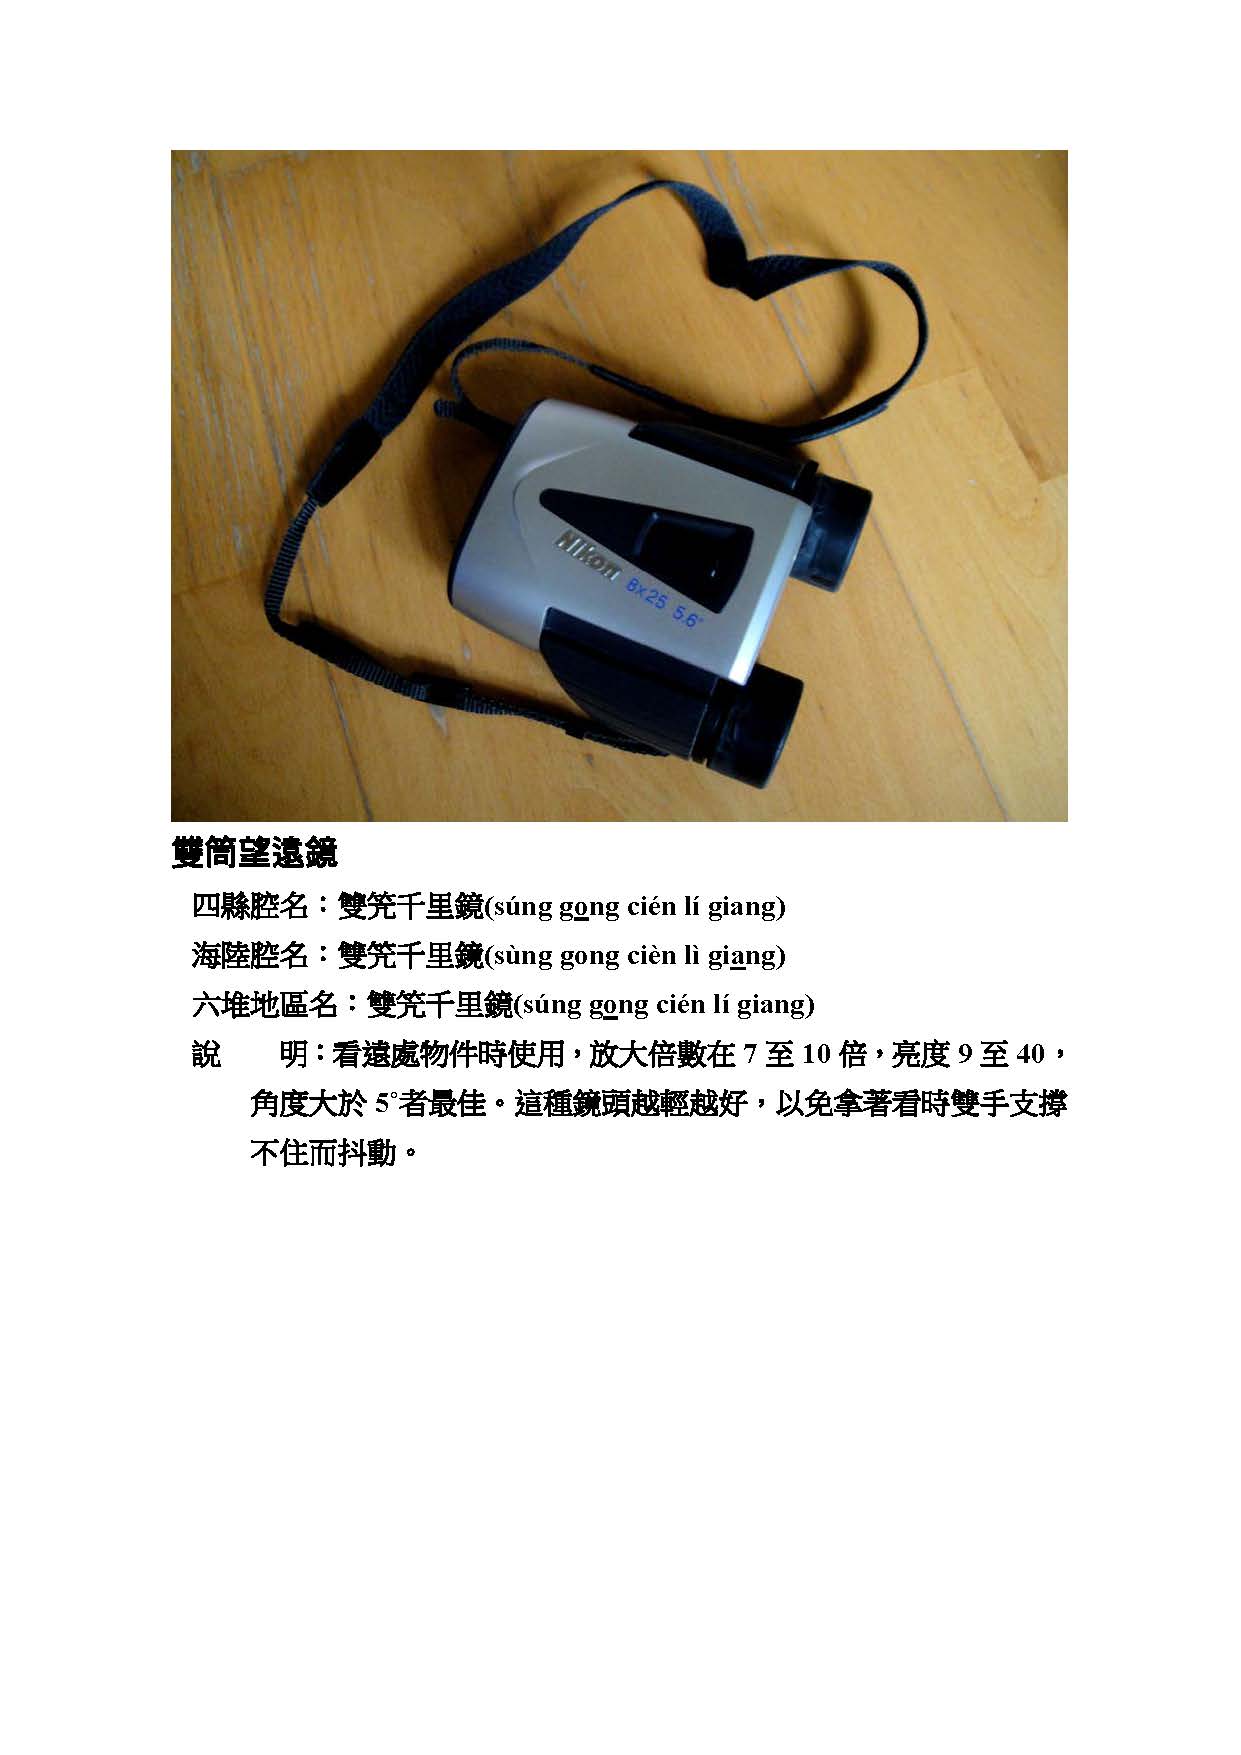 Nikon
8x25 5.6°
雙筒望遠鏡
四縣腔名：雙筦千里鏡(súng gong cién lí giang)
海陸腔名：雙筦千里鏡(sùng gong cièn lì giang)
六堆地區名：雙筦千里鏡(súng gong cién lí giang)
說　　明：看遠處物件時使用，放大倍數在 7 至 10 倍，亮度 9 至 40，
角度大於 5˚者最佳。這種鏡頭越輕越好，以免拿著看時雙手支撐
不住而抖動。